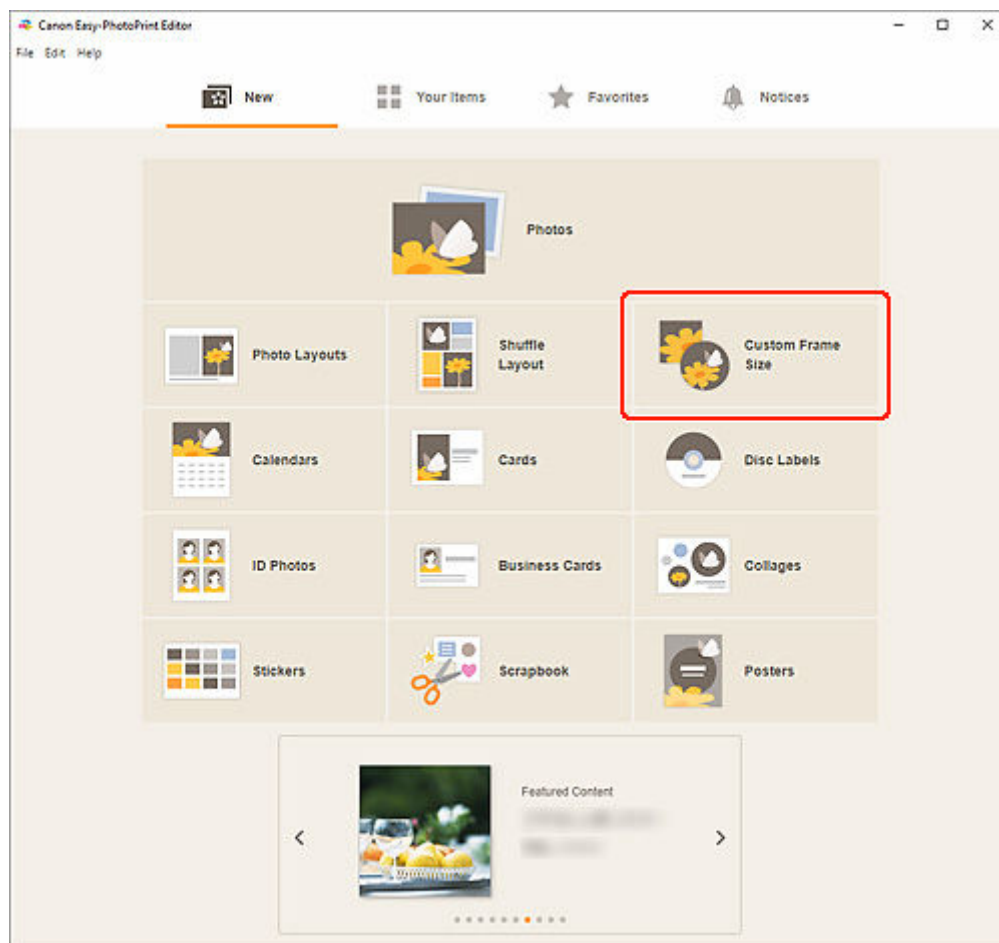 Canon Easy-PhotoPrint Editor
File Edit Help
New
Your Items
Favorites
Notices
Photos
Photo Layouts
Shuffle
Layout
Custom Frame
Size
Calendars
Cards
Disc Labels
ID Photos
Business Cards
Collages
Stickers
Scrapbook
Posters
Featured Content